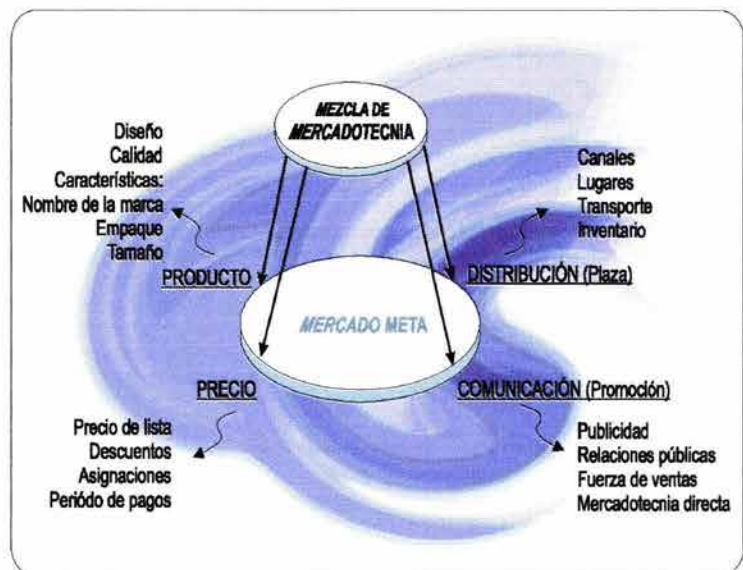 MEZCLA DE
MERCADOTECNIA
Diseño
Calidad
Características:
Nombre de la marca
Empaque
Tamaño
PRODUCTO
Canales
Lugares
Transporte
Inventario
DISTRIBUCIÓN (Plaza)
MERCADO META
PRECIO
Precio de lista
Descuentos
Asignaciones
Periódo de pagos
COMUNICACIÓN (Promoción)
Publicidad
Relaciones públicas
Fuerza de ventas
Mercadotecnia directa